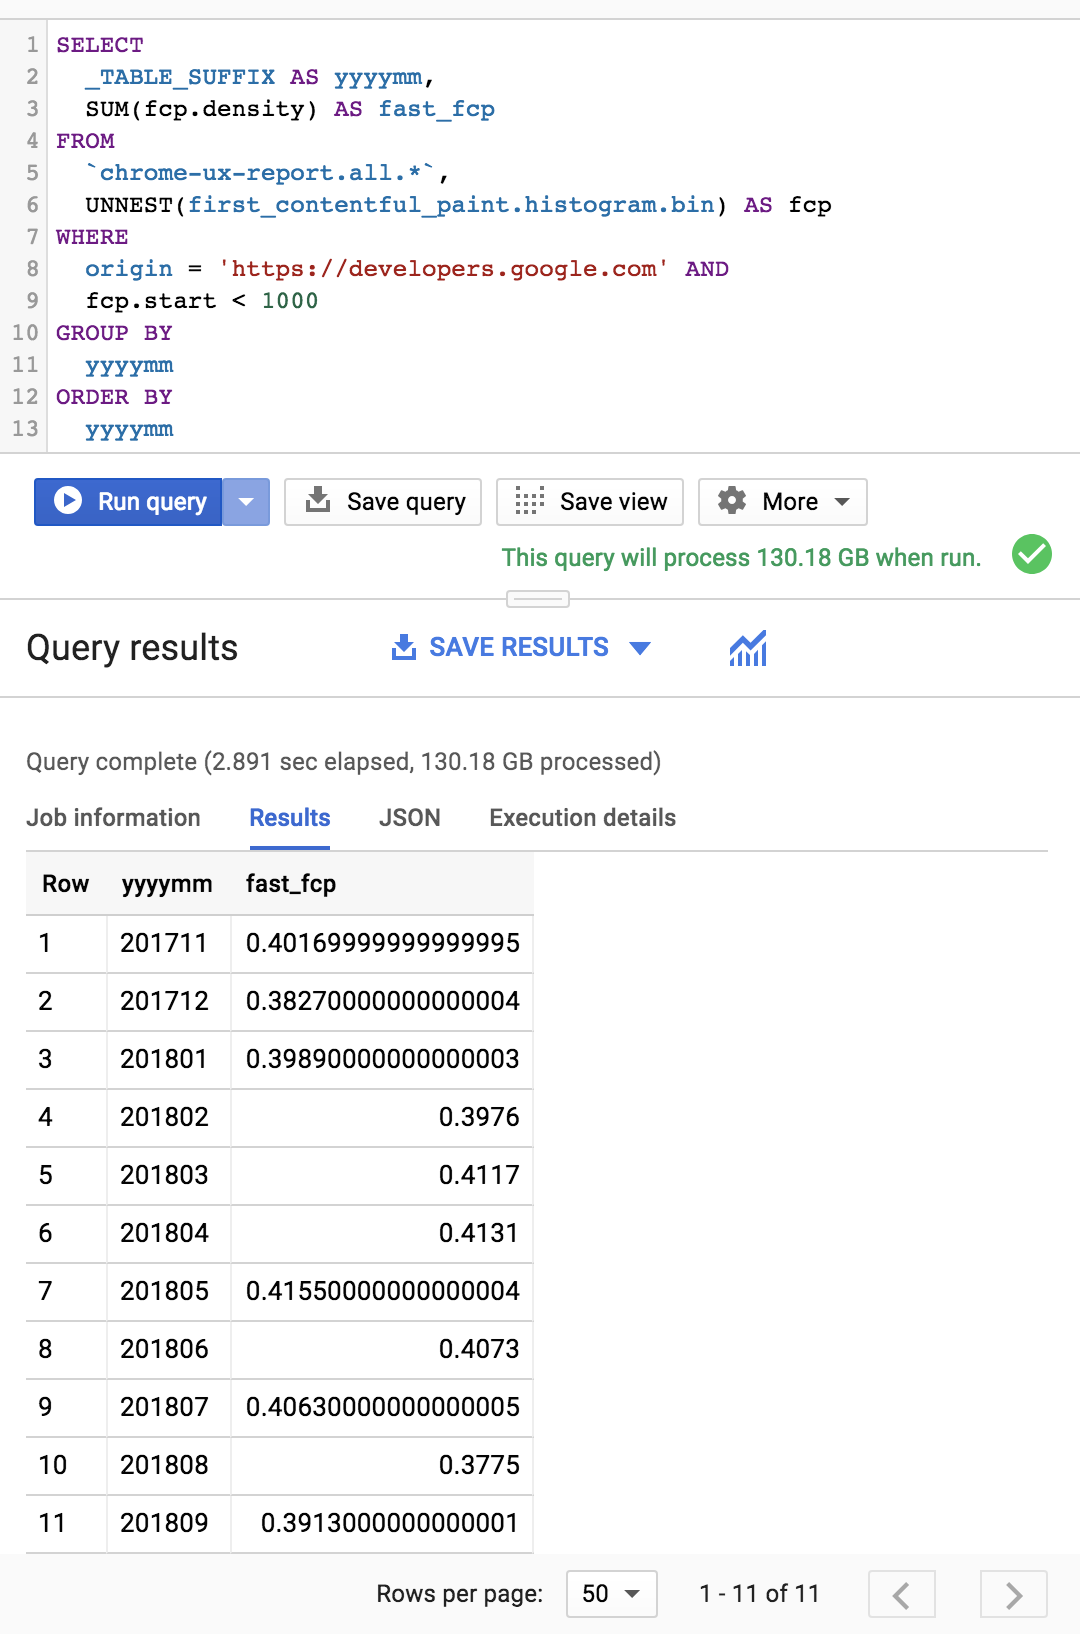 1 SELECT
2 _TABLE_SUFFIX AS yyyymm,
3 SUM(fcp.density) AS fast_fcp
4 FROM
5 `chrome-ux-report.all.*`,
6 UNNEST(first_contentful_paint.histogram.bin) AS fcp
7 WHERE
8 origin = 'https://developers.google.com' AND
9 fcp.start < 1000
10 GROUP BY
11 yyyymm
12 ORDER BY
13 yyyymm
Run query Save query Save view More
This query will process 130.18 GB when run.
Query results SAVE RESULTS
Query complete (2.891 sec elapsed, 130.18 GB processed)
Job information Results JSON Execution details
Row yyyymm fast_fcp
1 201711 0.40169999999999995
2 201712 0.38270000000000004
3 201801 0.39890000000000003
4 201802 0.3976
5 201803 0.4117
6 201804 0.4131
7 201805 0.41550000000000004
8 201806 0.4073
9 201807 0.40630000000000005
10 201808 0.3775
11 201809 0.3913000000000001
Rows per page: 50 1 - 11 of 11